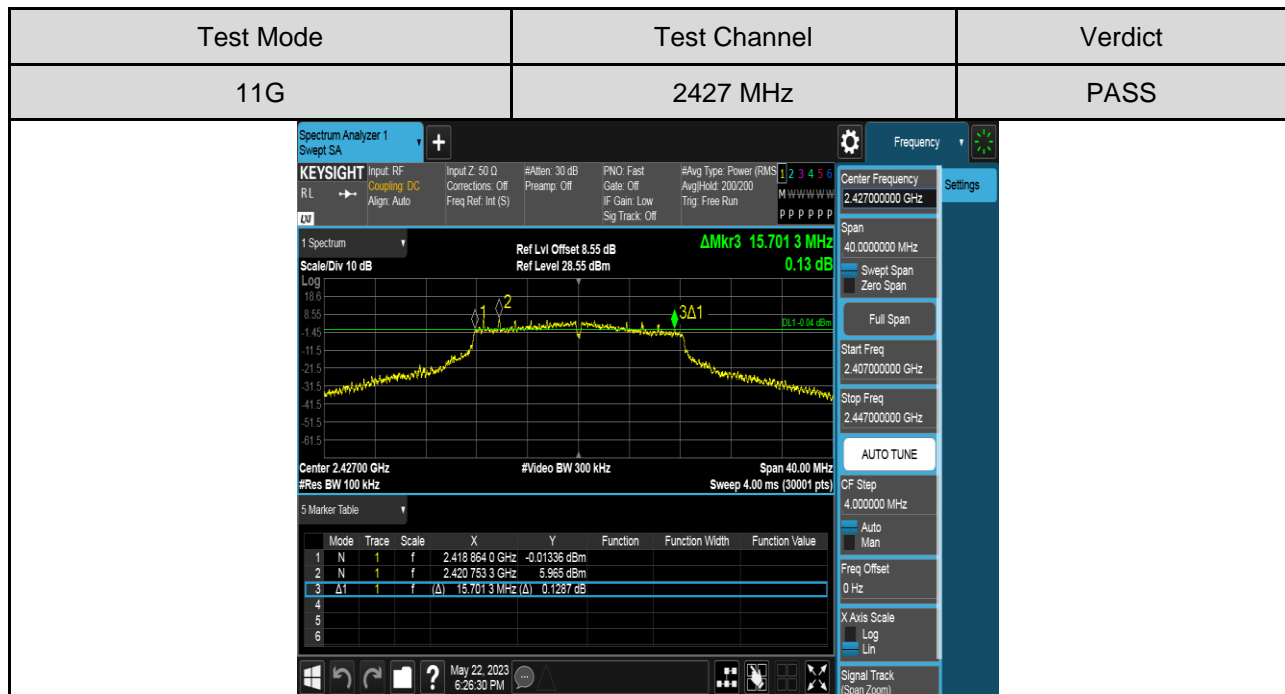 Test Mode Test Channel Verdict
11G 2427 MHz PASS
Spectrum Analyzer 1
Swept SA
+
Frequency
KEYSIGHT Input: RF Input Z: 50 Ω #Atten: 30 dB PNO: Fast #Avg Type: Power (RMS 1 2 3 4 5 6
RL Coupling: DC Corrections: Off Preamp: Off Gate: Off Avg|Hold: 200/200 M W W W W W
Align: Auto Freq Ref: Int (S) IF Gain: Low Trig: Free Run
Sig Track: Off P P P P P P
LXI
1 Spectrum
Scale/Div 10 dB
Ref Lvl Offset 8.55 dB
Ref Level 28.55 dBm
ΔMkr3 15.701 3 MHz
0.13 dB
Log
18.6
8.55
-1.45
-11.5
-21.5
-31.5
-41.5
-51.5
-61.5
1
2
3Δ1
DL1 -0.04 dBm
Center 2.42700 GHz #Video BW 300 kHz Span 40.00 MHz
#Res BW 100 kHz Sweep 4.00 ms (30001 pts)
5 Marker Table
Mode Trace Scale X Y Function Function Width Function Value
1 N 1 f 2.418 864 0 GHz -0.01336 dBm
2 N 1 f 2.420 753 3 GHz 5.965 dBm
3 Δ1 1 f (Δ) 15.701 3 MHz (Δ) 0.1287 dB
4
5
6
? May 22, 2023
6:26:30 PM
Center Frequency
2.427000000 GHz
Settings
Span
40.0000000 MHz
Swept Span
Zero Span
Full Span
Start Freq
2.407000000 GHz
Stop Freq
2.447000000 GHz
AUTO TUNE
CF Step
4.000000 MHz
Auto
Man
Freq Offset
0 Hz
X Axis Scale
Log
Lin
Signal Track
(Span Zoom)